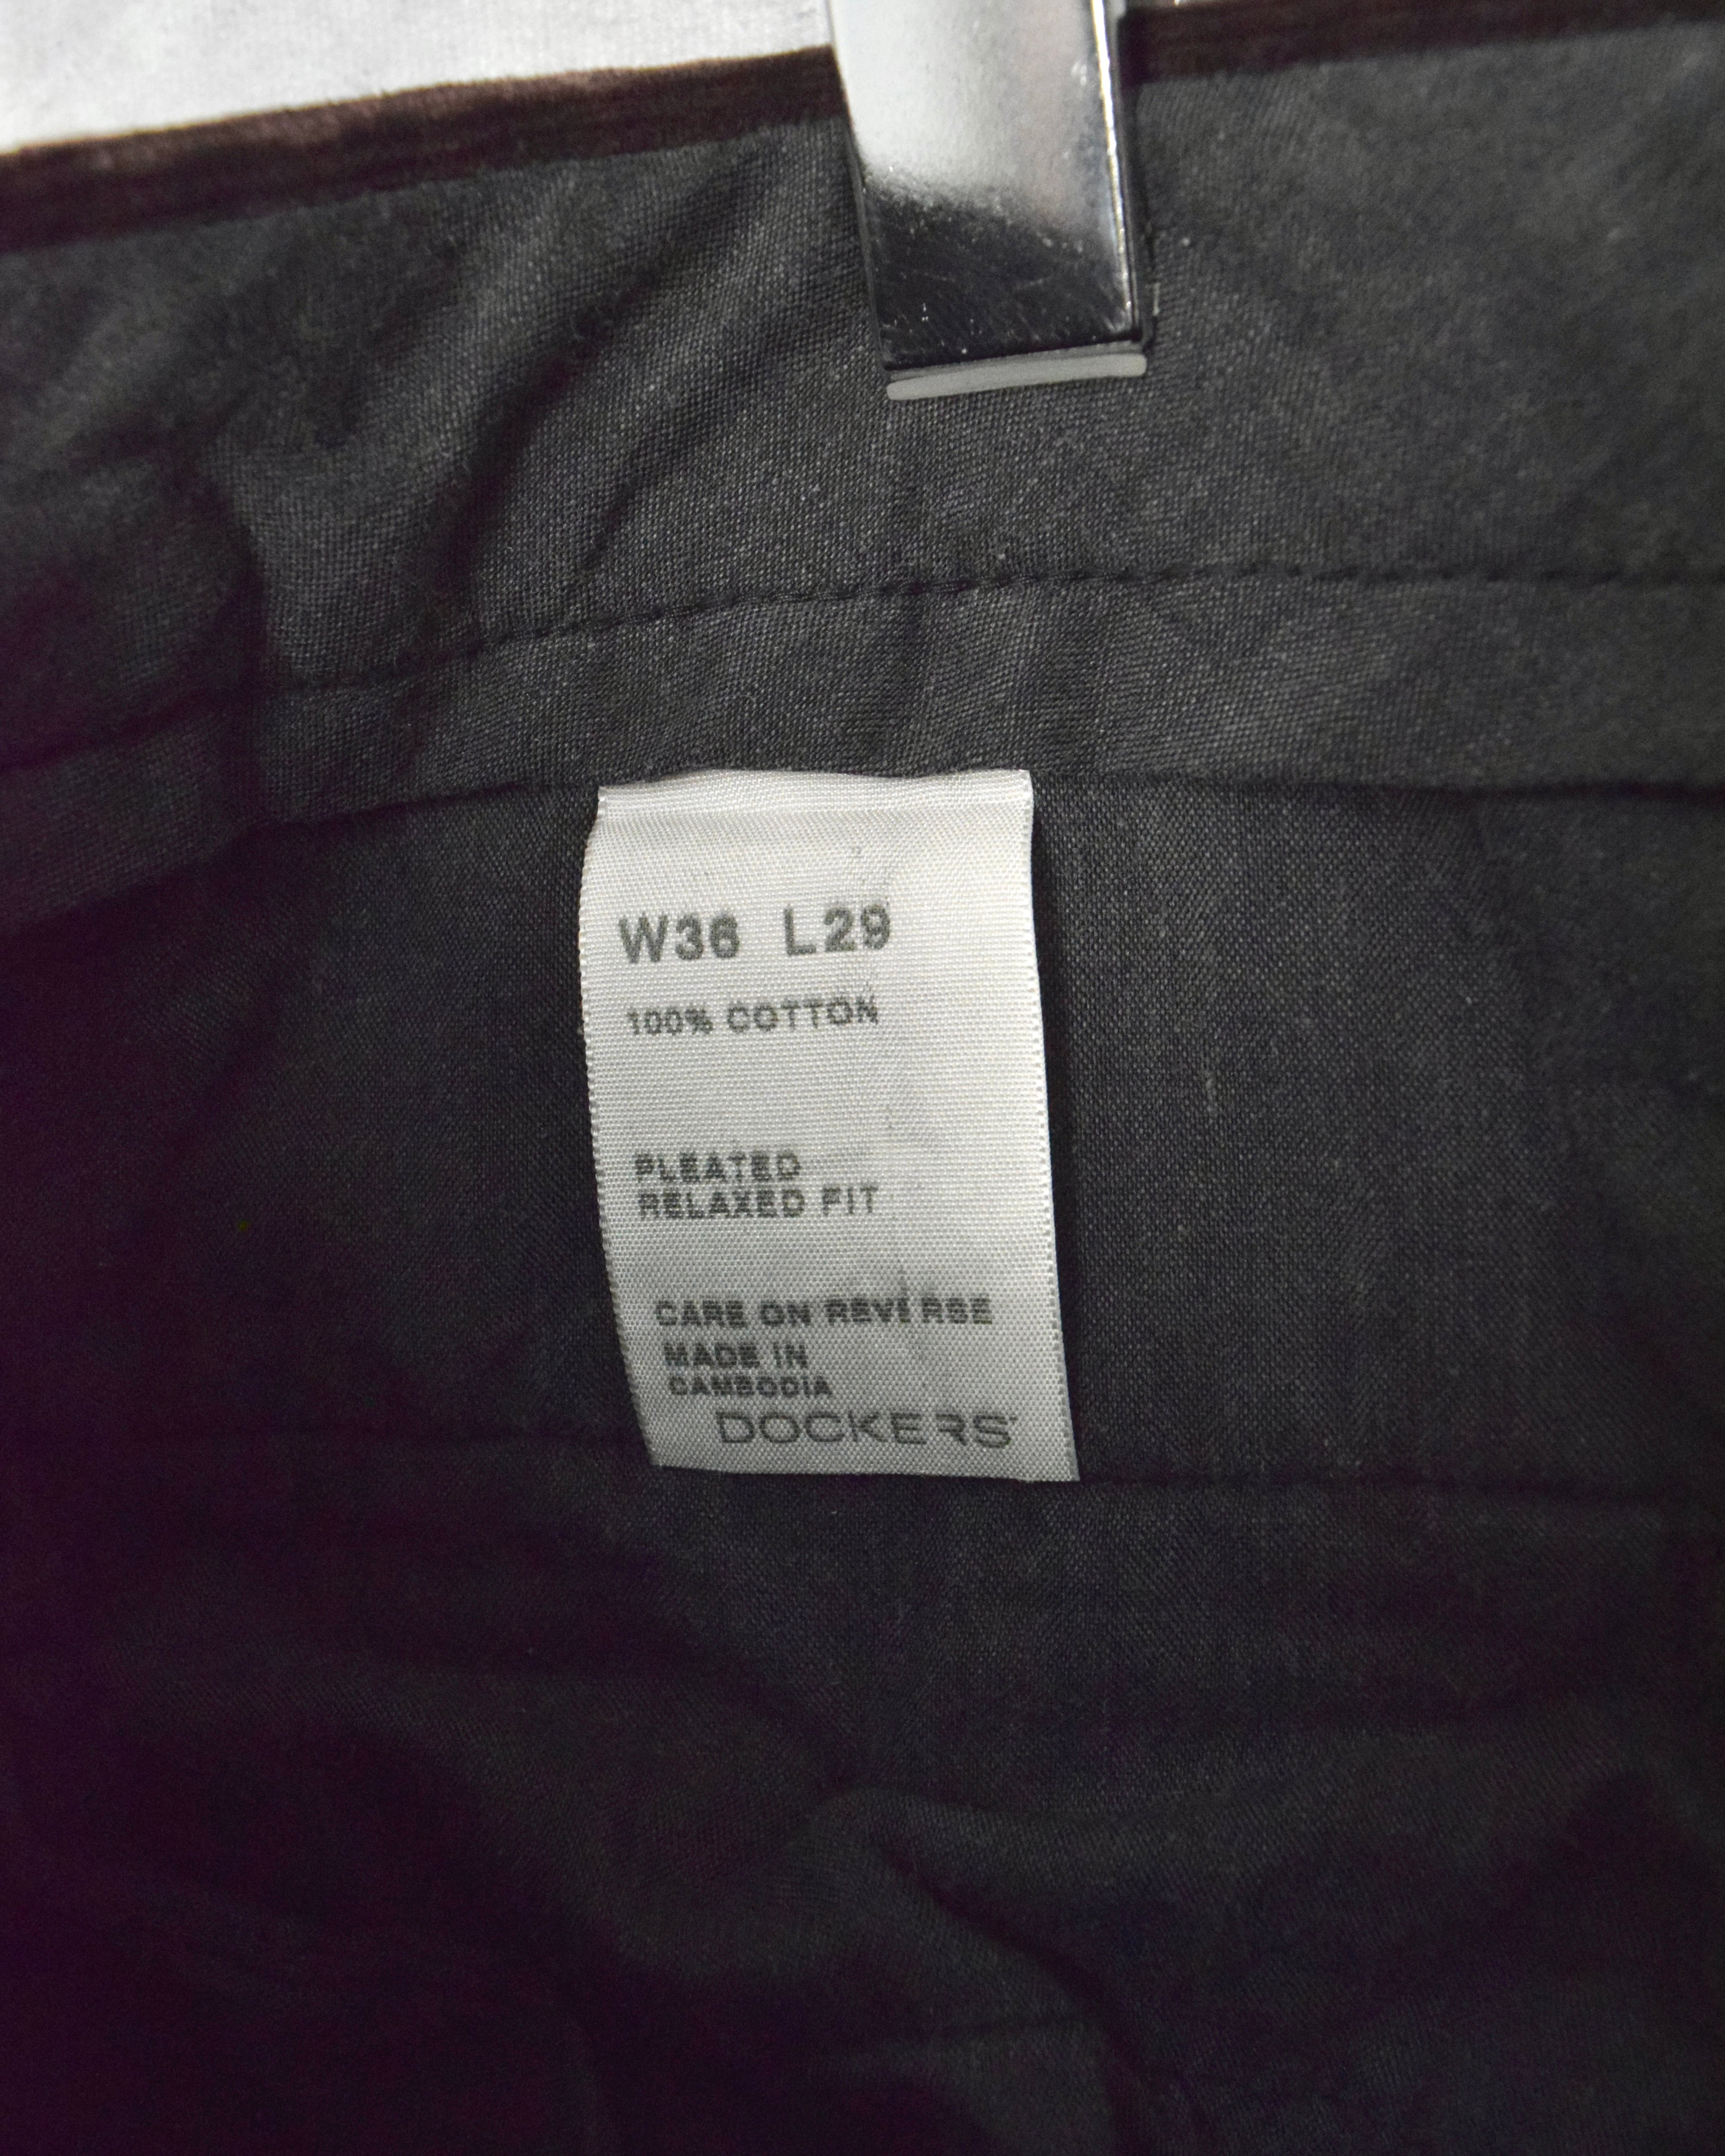 W36 L29
100% COTTON
PLEATED
RELAXED FIT
CARE ON REVERSE
MADE IN
CAMBODIA
DOCKERS